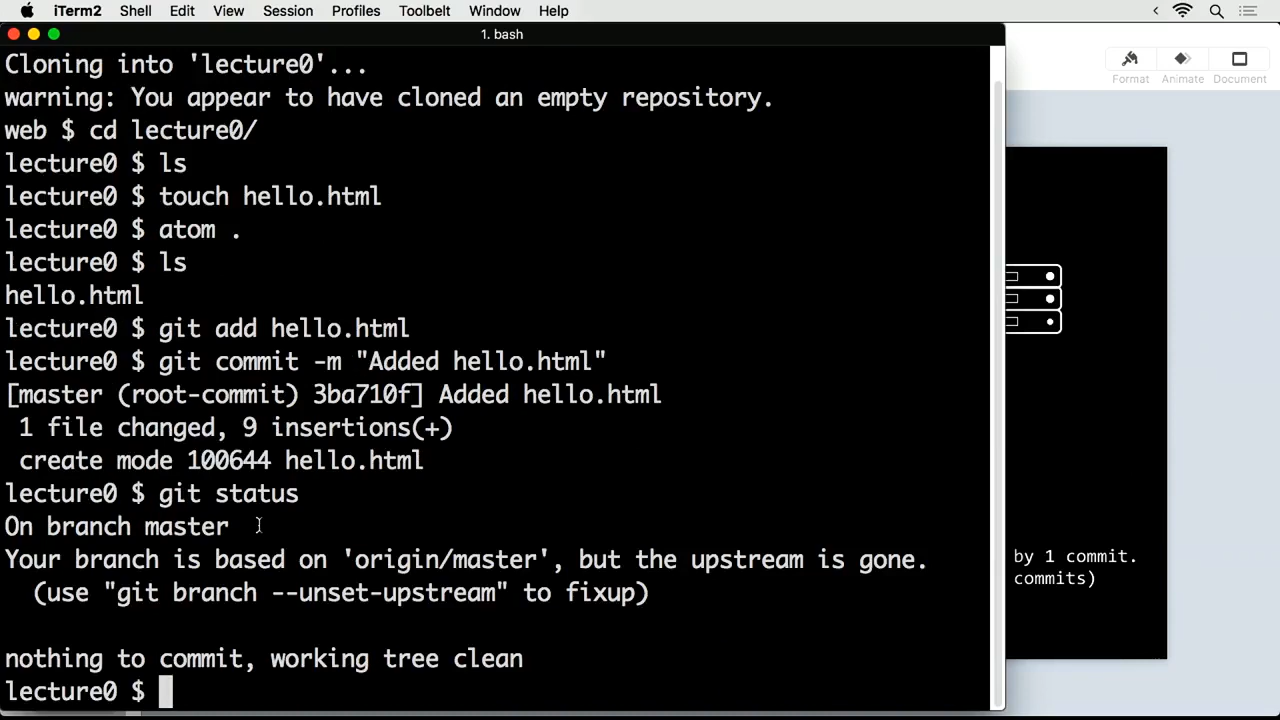 iTerm2 Shell Edit View Session Profiles Toolbelt Window Help
1. bash
Cloning into 'lecture0'...
warning: You appear to have cloned an empty repository.
web $ cd lecture0/
lecture0 $ ls
lecture0 $ touch hello.html
lecture0 $ atom .
lecture0 $ ls
hello.html
lecture0 $ git add hello.html
lecture0 $ git commit -m "Added hello.html"
[master (root-commit) 3ba710f] Added hello.html
 1 file changed, 9 insertions(+)
 create mode 100644 hello.html
lecture0 $ git status
On branch master
Your branch is based on 'origin/master', but the upstream is gone.
  (use "git branch --unset-upstream" to fixup)
nothing to commit, working tree clean
lecture0 $
Format Animate Document
by 1 commit.
commits)